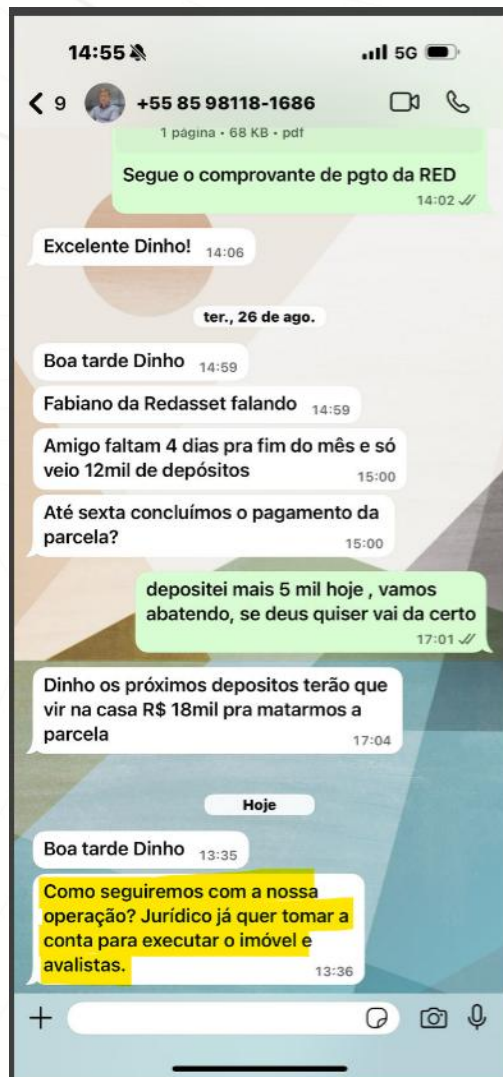 14:55
5G
9
+55 85 98118-1686
1 página • 68 KB • pdf
Segue o comprovante de pgto da RED
14:02
Excelente Dinho! 14:06
ter., 26 de ago.
Boa tarde Dinho 14:59
Fabiano da Redasset falando 14:59
Amigo faltam 4 dias pra fim do mês e só
veio 12mil de depósitos
15:00
Até sexta concluímos o pagamento da
parcela?
15:00
depositei mais 5 mil hoje , vamos
abatendo, se deus quiser vai da certo
17:01
Dinho os próximos depositos terão que
vir na casa R$ 18mil pra matarmos a
parcela
17:04
Hoje
Boa tarde Dinho 13:35
Como seguiremos com a nossa
operação? Jurídico já quer tomar a
conta para executar o imóvel e
avalistas.
13:36